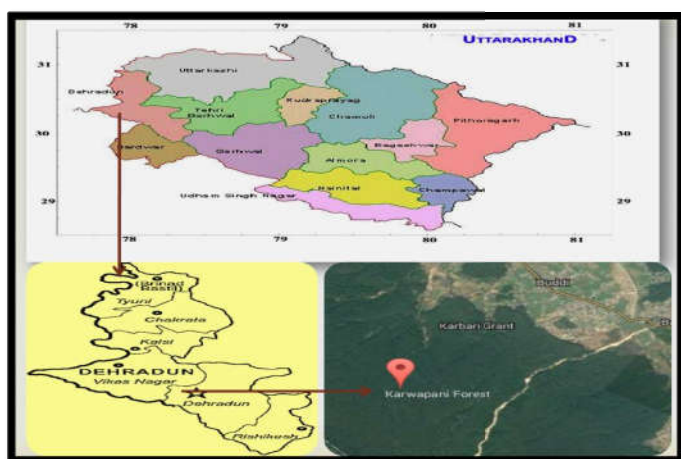 78 79 80 81
UTTARAKHAND
31 31
Uttarkashi
Dehradun
Rudraprayag
Tehri
Garhwal
Chamoli
Pithoragarh
30 30
Bageshwar
Hardwar
Garhwal
Almora
Nainital
Champawat
Udham Singh Nagar
29 29
78 79 80 81
Tyuni
Chakrata
Kalsi
DEHRADUN
Vikas Nagar
Dehradun
Rishikesh
Buddi
Karbari Grant
Karwapani Forest